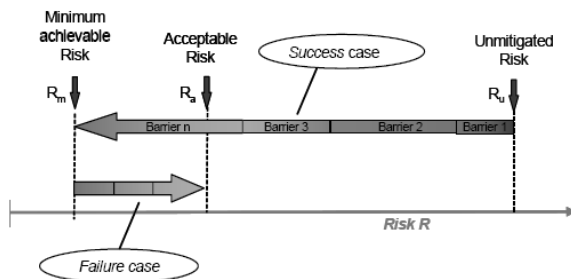 Minimum
achievable
Risk
Acceptable
Risk
Success case
Unmitigated
Risk
Rm
Ra
Ru
Barrier n
Barrier 3
Barrier 2
Barrier 1
Risk R
Failure case